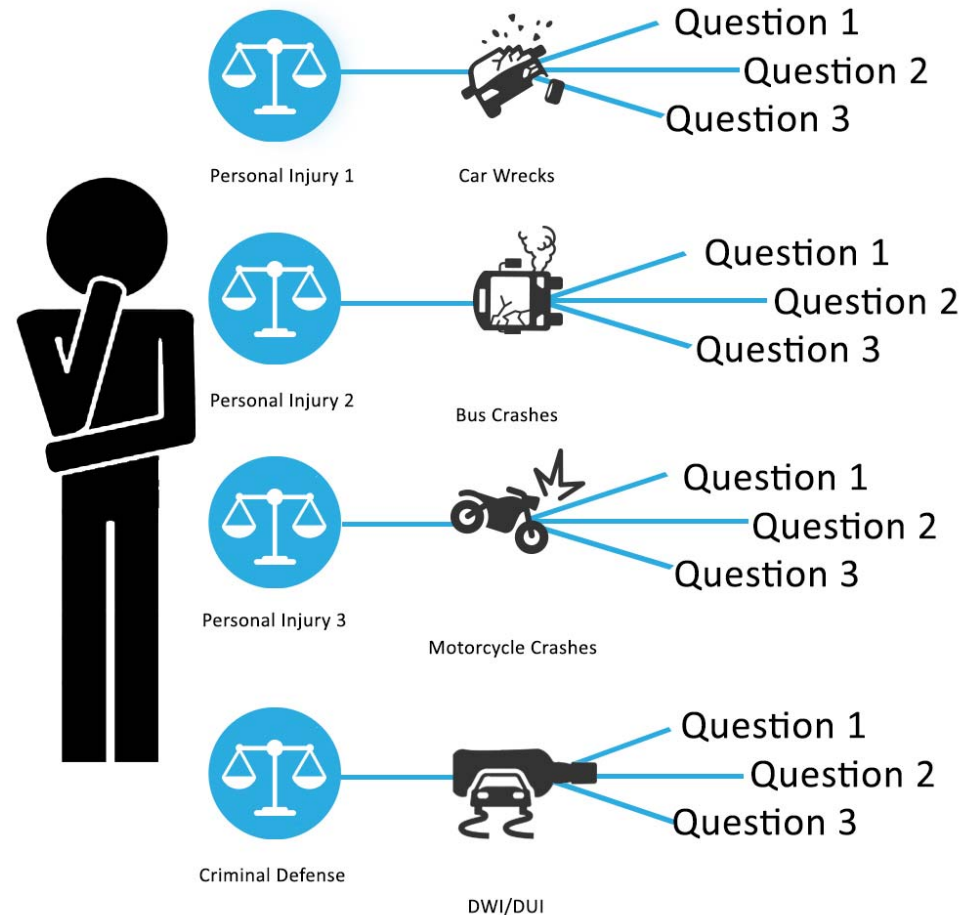 Question 1
Question 2
Question 3
Personal Injury 1
Car Wrecks
Question 1
Question 2
Question 3
Personal Injury 2
Bus Crashes
Question 1
Question 2
Question 3
Personal Injury 3
Motorcycle Crashes
Question 1
Question 2
Question 3
Criminal Defense
DWI/DUI